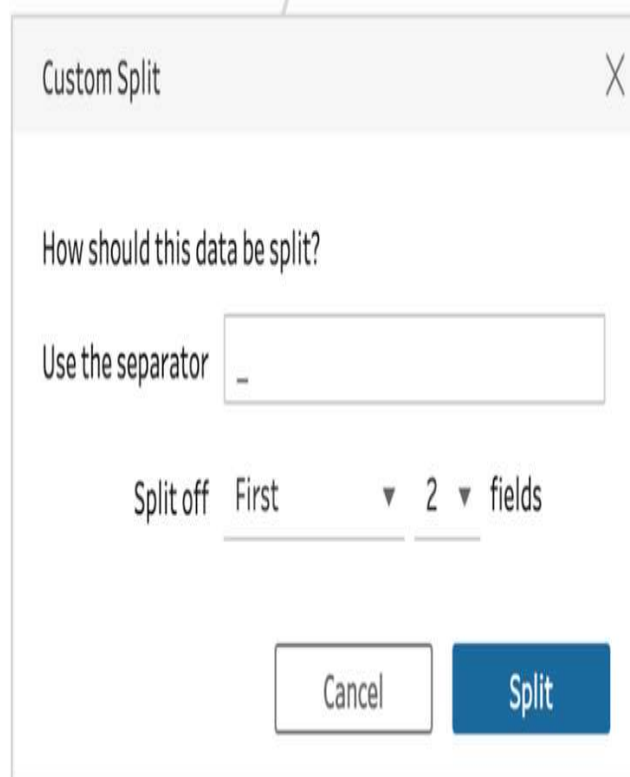 Custom Split
How should this data be split?
Use the separator _
Split off First 2 fields
Cancel Split